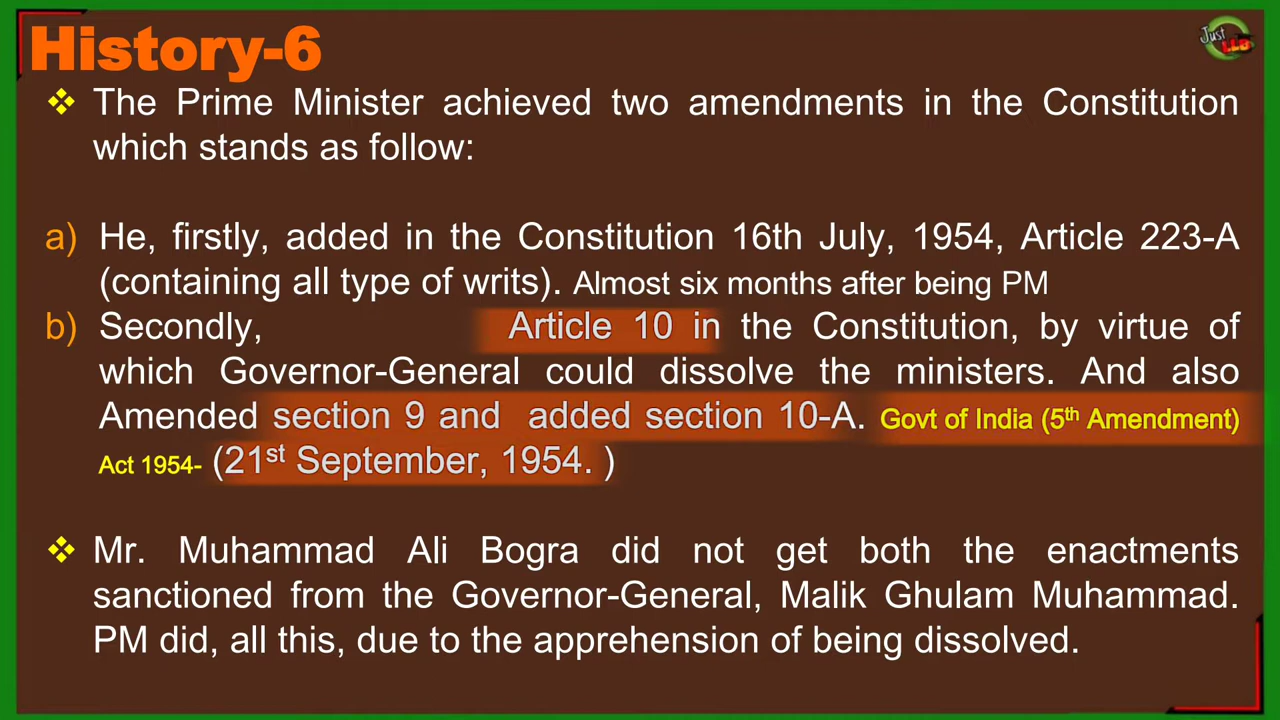 History-6
Just
LLB
❖ The Prime Minister achieved two amendments in the Constitution
which stands as follow:
a) He, firstly, added in the Constitution 16th July, 1954, Article 223-A
(containing all type of writs). Almost six months after being PM
b) Secondly, Article 10 in the Constitution, by virtue of
which Governor-General could dissolve the ministers. And also
Amended section 9 and added section 10-A. Govt of India (5th Amendment)
Act 1954- (21st September, 1954. )
❖ Mr. Muhammad Ali Bogra did not get both the enactments
sanctioned from the Governor-General, Malik Ghulam Muhammad.
PM did, all this, due to the apprehension of being dissolved.